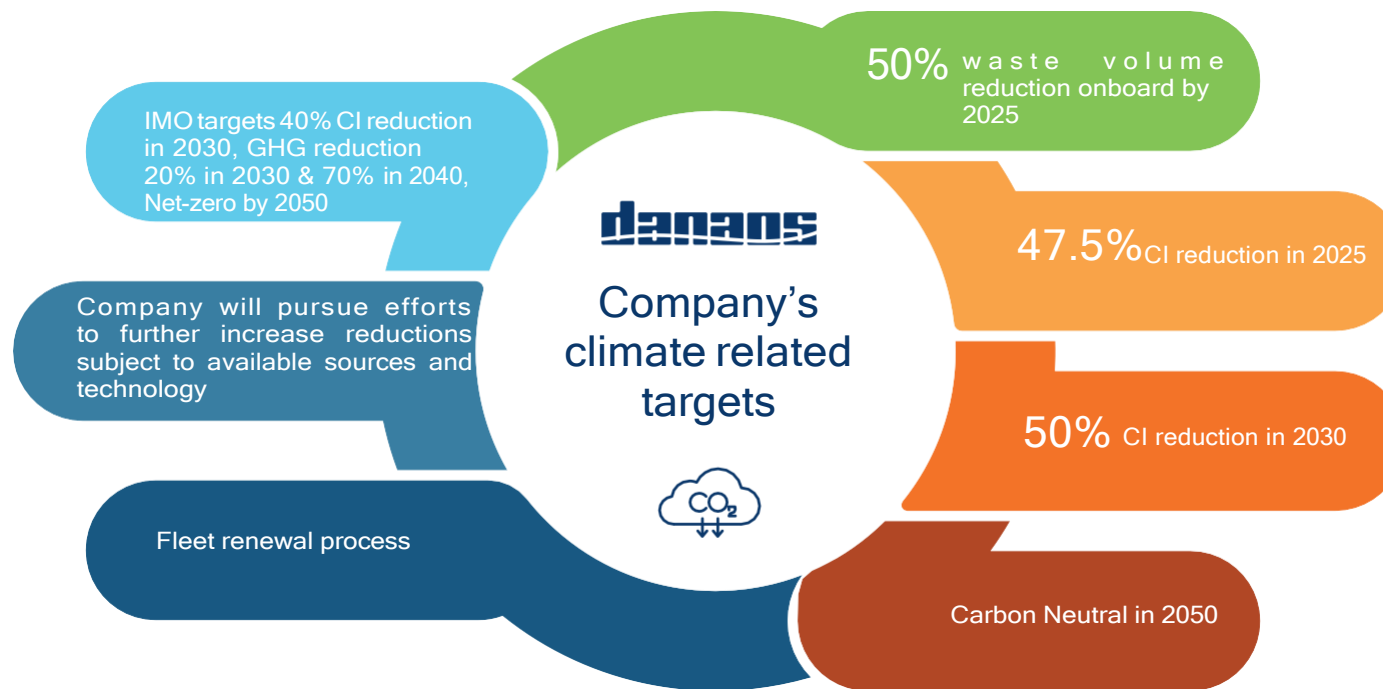 50% waste volume
reduction onboard by
2025
IMO targets 40% CI reduction
in 2030, GHG reduction
20% in 2030 & 70% in 2040,
Net-zero by 2050
47.5% CI reduction in 2025
danaos
Company will pursue efforts
to further increase reductions
subject to available sources and
technology
Company’s
climate related
targets
50% CI reduction in 2030
CO₂
Fleet renewal process
Carbon Neutral in 2050